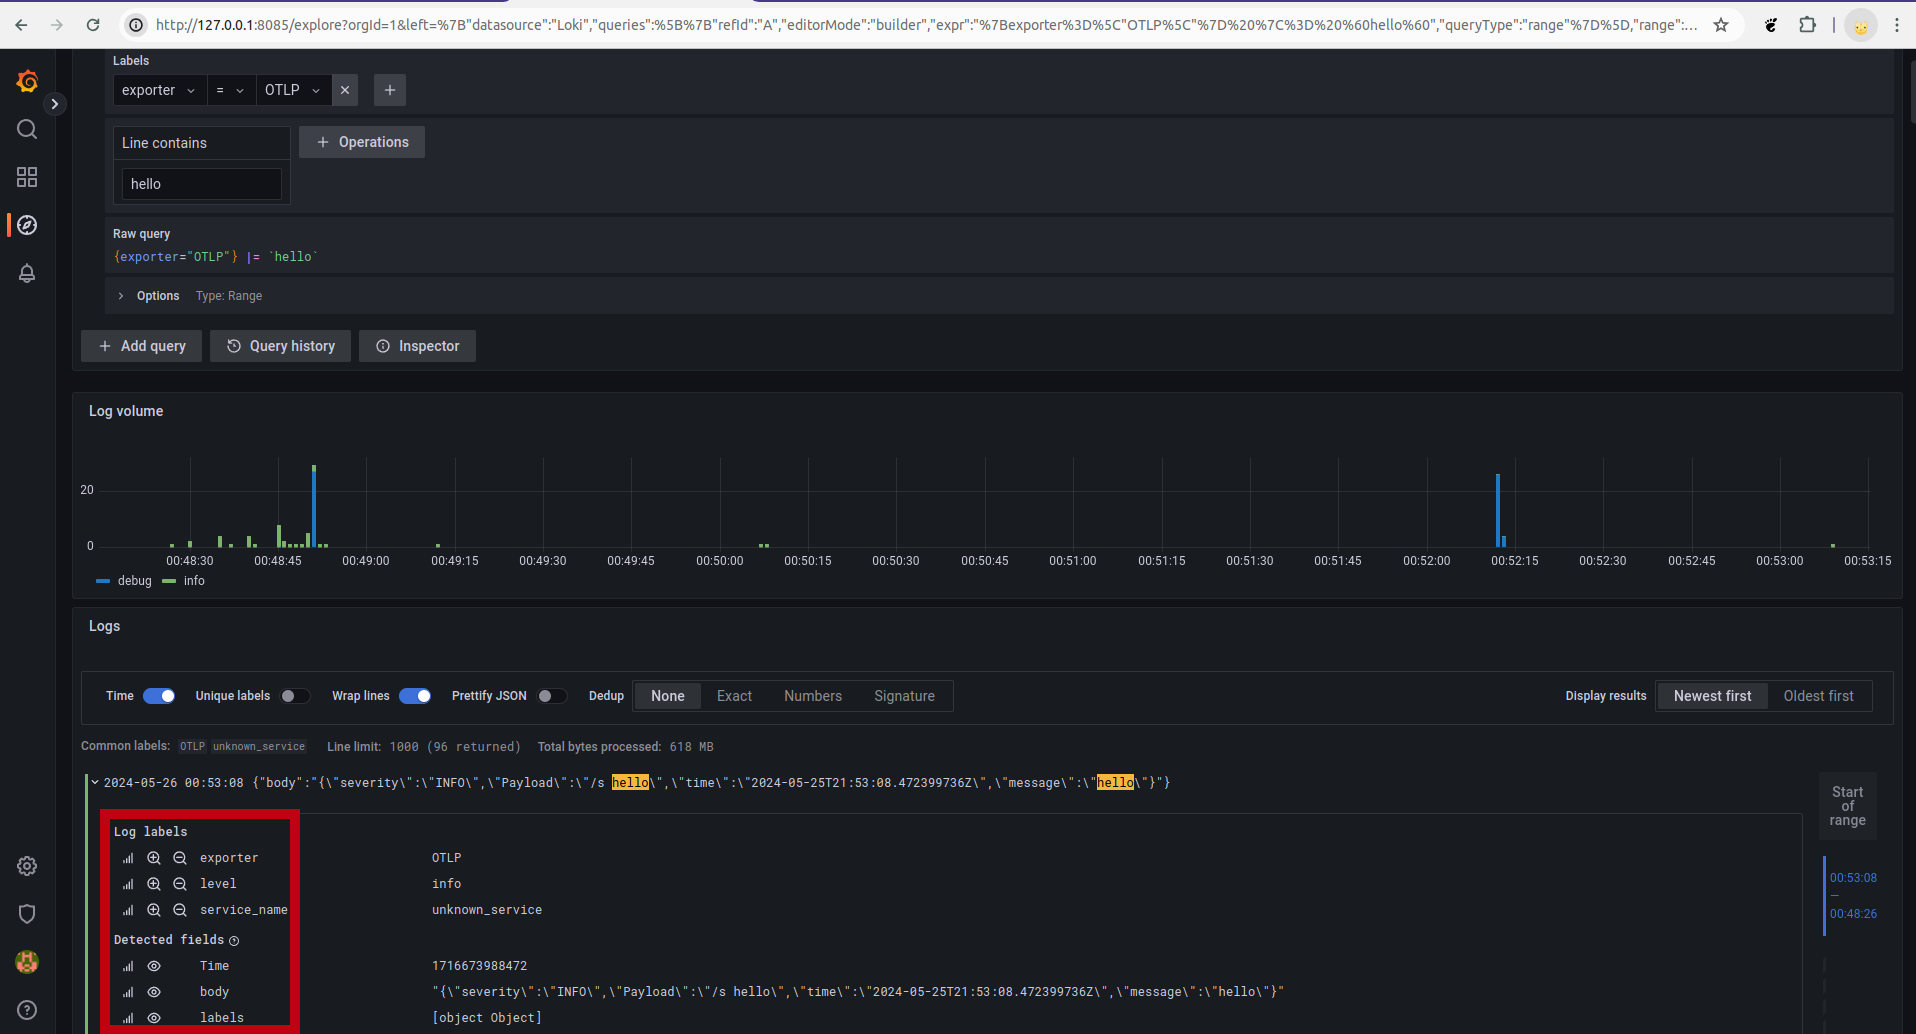 http://127.0.0.1:8085/explore?orgId=1&left=%7B"datasource":"Loki","queries":%5B%7B"refId":"A","editorMode":"builder","expr":"%7Bexporter%3D%5C"OTLP%5C"%7D%20%7C%3D%20%60hello%60","queryType":"range"%7D%5D,"range":...
Labels
exporter = OTLP
Line contains + Operations
hello
Raw query
{exporter="OTLP"} |= `hello`
Options Type: Range
+ Add query Query history Inspector
Log volume
20
0
00:48:30 00:48:45 00:49:00 00:49:15 00:49:30 00:49:45 00:50:00 00:50:15 00:50:30 00:50:45 00:51:00 00:51:15 00:51:30 00:51:45 00:52:00 00:52:15 00:52:30 00:52:45 00:53:00 00:53:15
debug info
Logs
Time Unique labels Wrap lines Prettify JSON Dedup None Exact Numbers Signature Display results Newest first Oldest first
Common labels: OTLP unknown_service Line limit: 1000 (96 returned) Total bytes processed: 618 MB
2024-05-26 00:53:08 {"body":"{\"severity\":\"INFO\",\"Payload\":\"/s hello\",\"time\":\"2024-05-25T21:53:08.472399736Z\",\"message\":\"hello\"}"}
Start
of
range
Log labels
exporter OTLP
level info
service_name unknown_service
Detected fields
Time 1716673988472
body "{\"severity\":\"INFO\",\"Payload\":\"/s hello\",\"time\":\"2024-05-25T21:53:08.472399736Z\",\"message\":\"hello\"}"
labels [object Object]
00:53:08
—
00:48:26